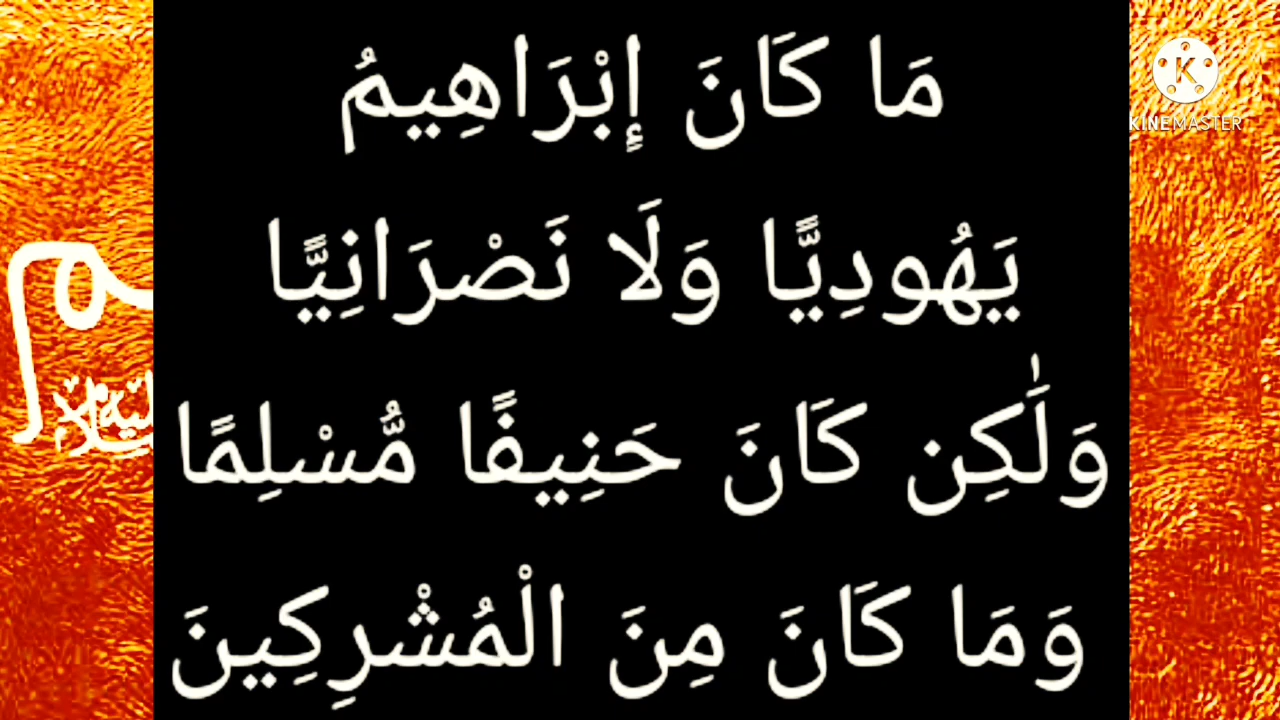 مَا كَانَ إِبْرَاهِيمُ
يَهُودِيًّا وَلَا نَصْرَانِيًّا
وَلَٰكِن كَانَ حَنِيفًا مُّسْلِمًا
وَمَا كَانَ مِنَ الْمُشْرِكِينَ
KINEMASTER